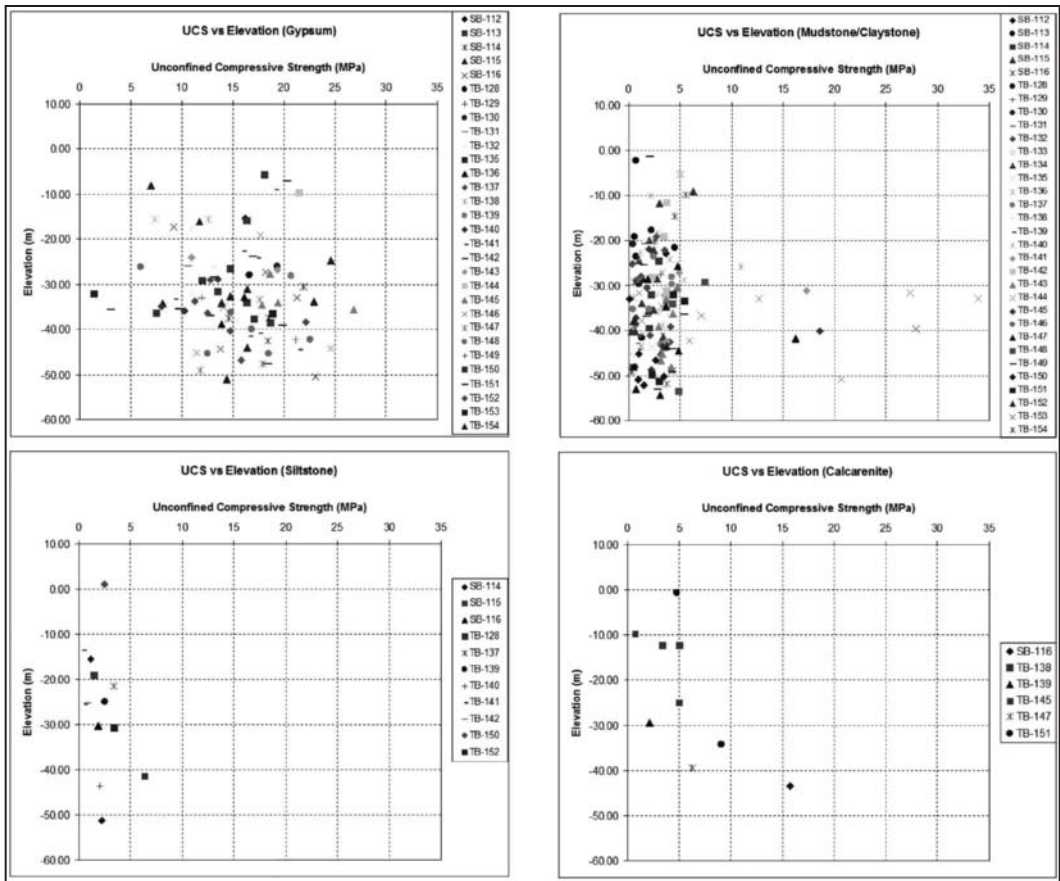 UCS vs Elevation (Gypsum)
Unconfined Compressive Strength (MPa)
0 5 10 15 20 25 30 35
Elevation (m)
10.00
0.00
-10.00
-20.00
-30.00
-40.00
-50.00
-60.00
SB-112
SB-113
SB-114
SB-115
SB-116
TB-128
TB-129
TB-130
TB-131
TB-132
TB-135
TB-136
TB-137
TB-138
TB-139
TB-140
TB-141
TB-142
TB-143
TB-144
TB-145
TB-146
TB-147
TB-148
TB-149
TB-150
TB-151
TB-152
TB-153
TB-154
UCS vs Elevation (Mudstone/Claystone)
Unconfined Compressive Strength (MPa)
0 5 10 15 20 25 30 35
Elevation (m)
10.00
0.00
-10.00
-20.00
-30.00
-40.00
-50.00
-60.00
SB-112
SB-113
SB-114
SB-115
SB-116
TB-128
TB-129
TB-130
TB-131
TB-132
TB-133
TB-134
TB-135
TB-136
TB-137
TB-138
TB-139
TB-140
TB-141
TB-142
TB-143
TB-144
TB-145
TB-146
TB-147
TB-148
TB-149
TB-150
TB-151
TB-152
TB-153
TB-154
UCS vs Elevation (Siltstone)
Unconfined Compressive Strength (MPa)
0 5 10 15 20 25 30 35
Elevation (m)
10.00
0.00
-10.00
-20.00
-30.00
-40.00
-50.00
-60.00
SB-114
SB-115
SB-116
TB-128
TB-137
TB-139
TB-140
TB-141
TB-142
TB-150
TB-152
UCS vs Elevation (Calcarenite)
Unconfined Compressive Strength (MPa)
0 5 10 15 20 25 30 35
Elevation (m)
10.00
0.00
-10.00
-20.00
-30.00
-40.00
-50.00
-60.00
SB-116
TB-138
TB-139
TB-145
TB-147
TB-151